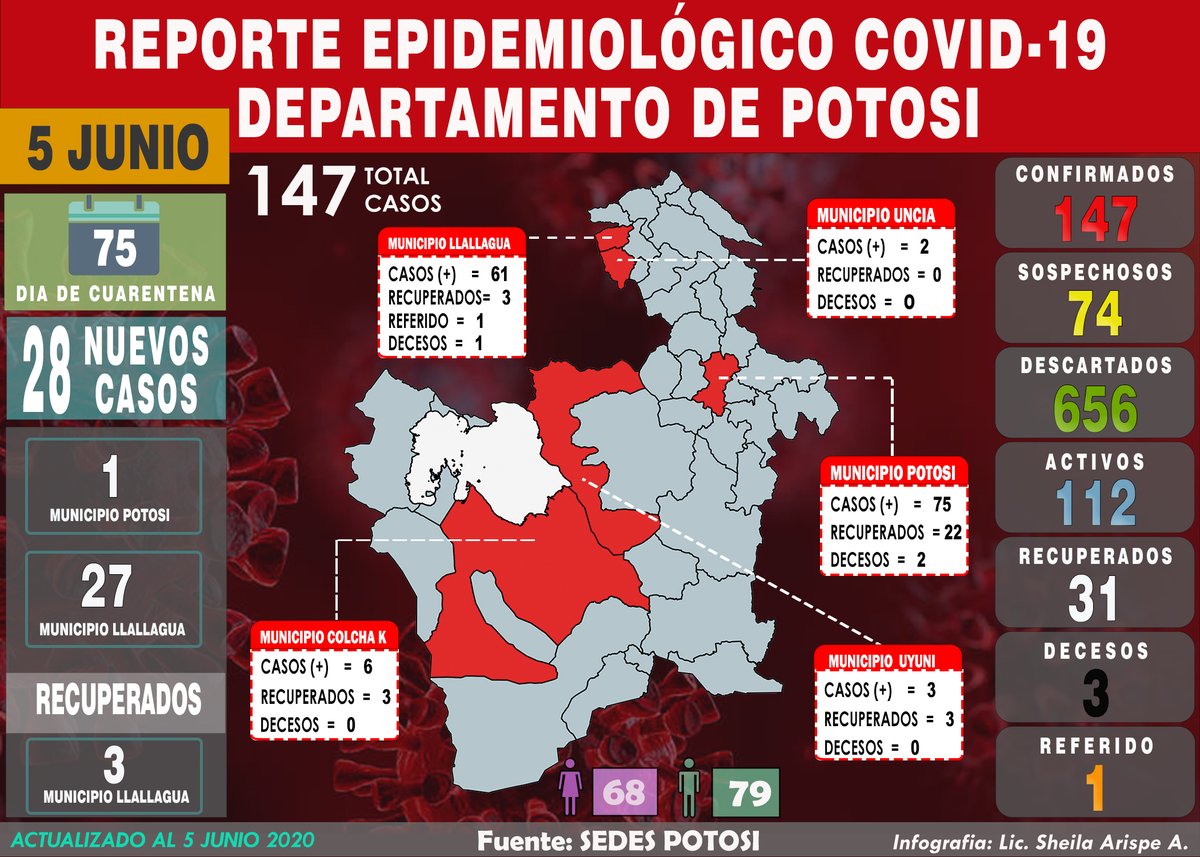 REPORTE EPIDEMIOLÓGICO COVID-19
DEPARTAMENTO DE POTOSI
5 JUNIO
75
DIA DE CUARENTENA
28 NUEVOS CASOS
1
MUNICIPIO POTOSI
27
MUNICIPIO LLALLAGUA
RECUPERADOS
3
MUNICIPIO LLALLAGUA
147 TOTAL CASOS
MUNICIPIO LLALLAGUA
CASOS (+) = 61
RECUPERADOS= 3
REFERIDO = 1
DECESOS = 1
MUNICIPIO UNCIA
CASOS (+) = 2
RECUPERADOS = 0
DECESOS = 0
MUNICIPIO POTOSI
CASOS (+) = 75
RECUPERADOS = 22
DECESOS = 2
MUNICIPIO COLCHA K
CASOS (+) = 6
RECUPERADOS = 3
DECESOS = 0
MUNICIPIO UYUNI
CASOS (+) = 3
RECUPERADOS = 3
DECESOS = 0
68
79
CONFIRMADOS
147
SOSPECHOSOS
74
DESCARTADOS
656
ACTIVOS
112
RECUPERADOS
31
DECESOS
3
REFERIDO
1
ACTUALIZADO AL 5 JUNIO 2020
Fuente: SEDES POTOSI
Infografia: Lic. Sheila Arispe A.